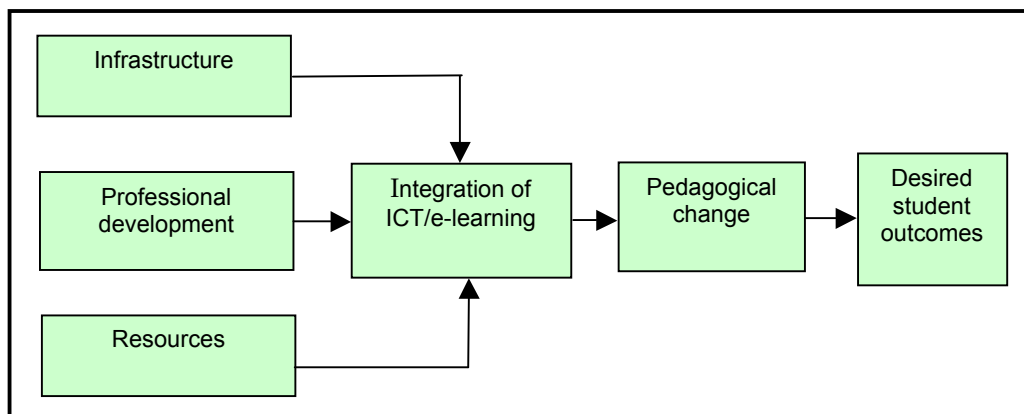 Infrastructure
Professional
development
Resources
Integration of
ICT/e-learning
Pedagogical
change
Desired
student
outcomes